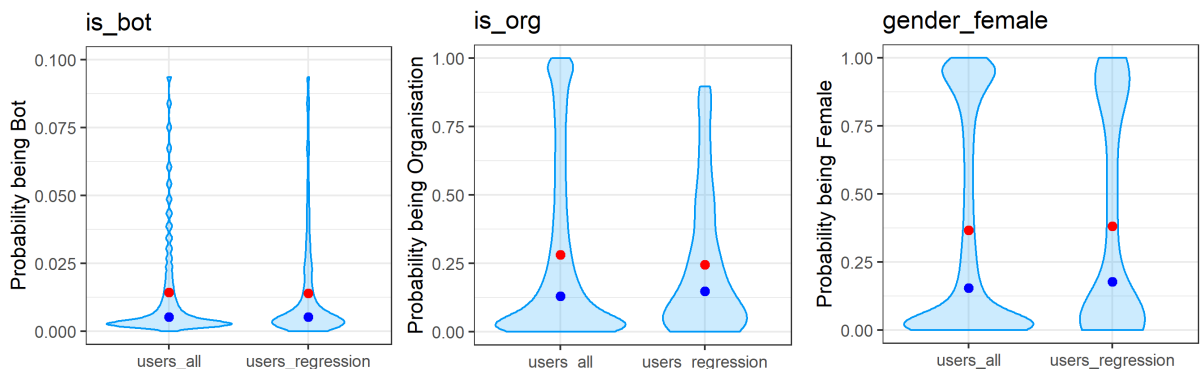 is_bot
Probability being Bot
0.100
0.075
0.050
0.025
0.000
users_all users_regression
is_org
Probability being Organisation
1.00
0.75
0.50
0.25
0.00
users_all users_regression
gender_female
Probability being Female
1.00
0.75
0.50
0.25
0.00
users_all users_regression